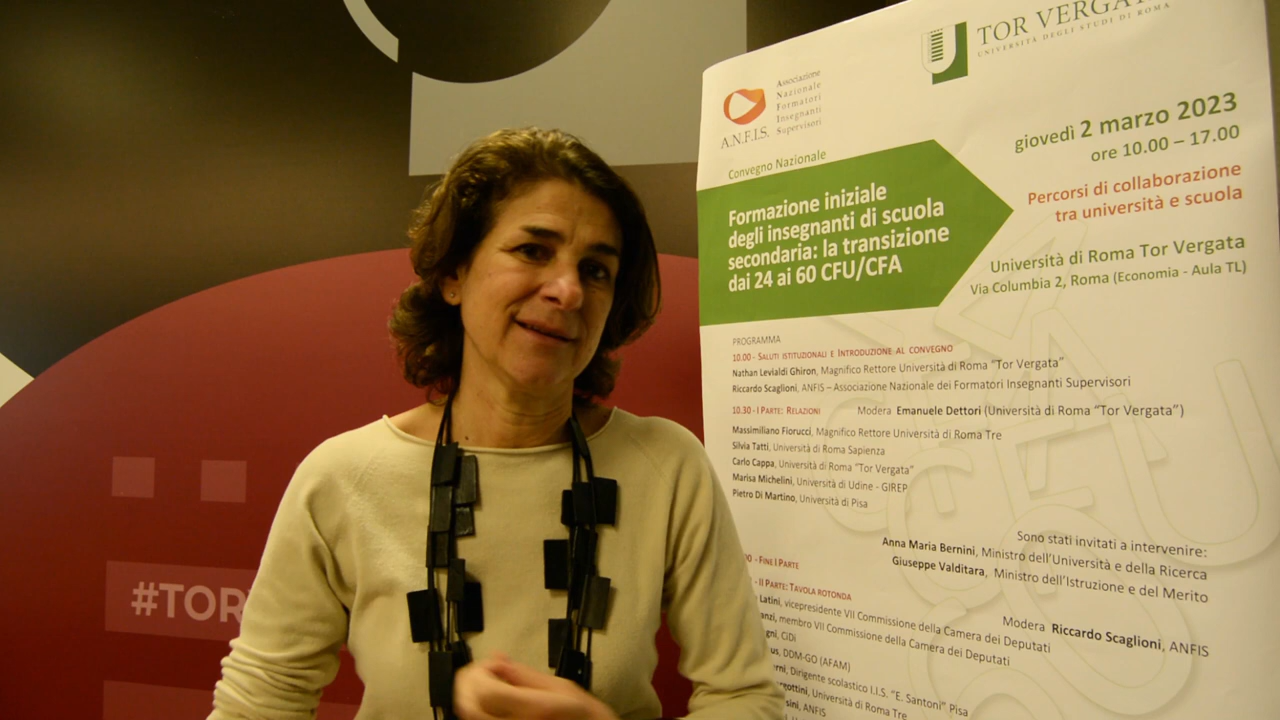 TOR VERGATA
UNIVERSITÀ DEGLI STUDI DI ROMA
A.N.F.I.S.
Associazione
Nazionale
Formatori
Insegnanti
Supervisori
giovedì 2 marzo 2023
ore 10.00 – 17.00
Convegno Nazionale
Formazione iniziale
degli insegnanti di scuola
secondaria: la transizione
dai 24 ai 60 CFU/CFA
Percorsi di collaborazione
tra università e scuola
Università di Roma Tor Vergata
Via Columbia 2, Roma (Economia - Aula TL)
PROGRAMMA
10.00 - SALUTI ISTITUZIONALI E INTRODUZIONE AL CONVEGNO
Nathan Levialdi Ghiron, Magnifico Rettore Università di Roma "Tor Vergata"
Riccardo Scaglioni, ANFIS – Associazione Nazionale dei Formatori Insegnanti Supervisori
10.30 - I PARTE: RELAZIONI Modera Emanuele Dettori (Università di Roma "Tor Vergata")
Massimiliano Fiorucci, Magnifico Rettore Università di Roma Tre
Silvia Tatti, Università di Roma Sapienza
Carlo Cappa, Università di Roma "Tor Vergata"
Marisa Michelini, Università di Udine - GIREP
Pietro Di Martino, Università di Pisa
Sono stati invitati a intervenire:
Anna Maria Bernini, Ministro dell'Università e della Ricerca
Giuseppe Valditara, Ministro dell'Istruzione e del Merito
- FINE I PARTE
- II PARTE: TAVOLA ROTONDA Modera Riccardo Scaglioni, ANFIS
Latini, vicepresidente VII Commissione della Camera dei Deputati
membro VII Commissione della Camera dei Deputati
CIDI
DDM-GO (AFAM)
Dirigente scolastico I.I.S. "E. Santoni" Pisa
Università di Roma Tre
ANFIS
#TOR